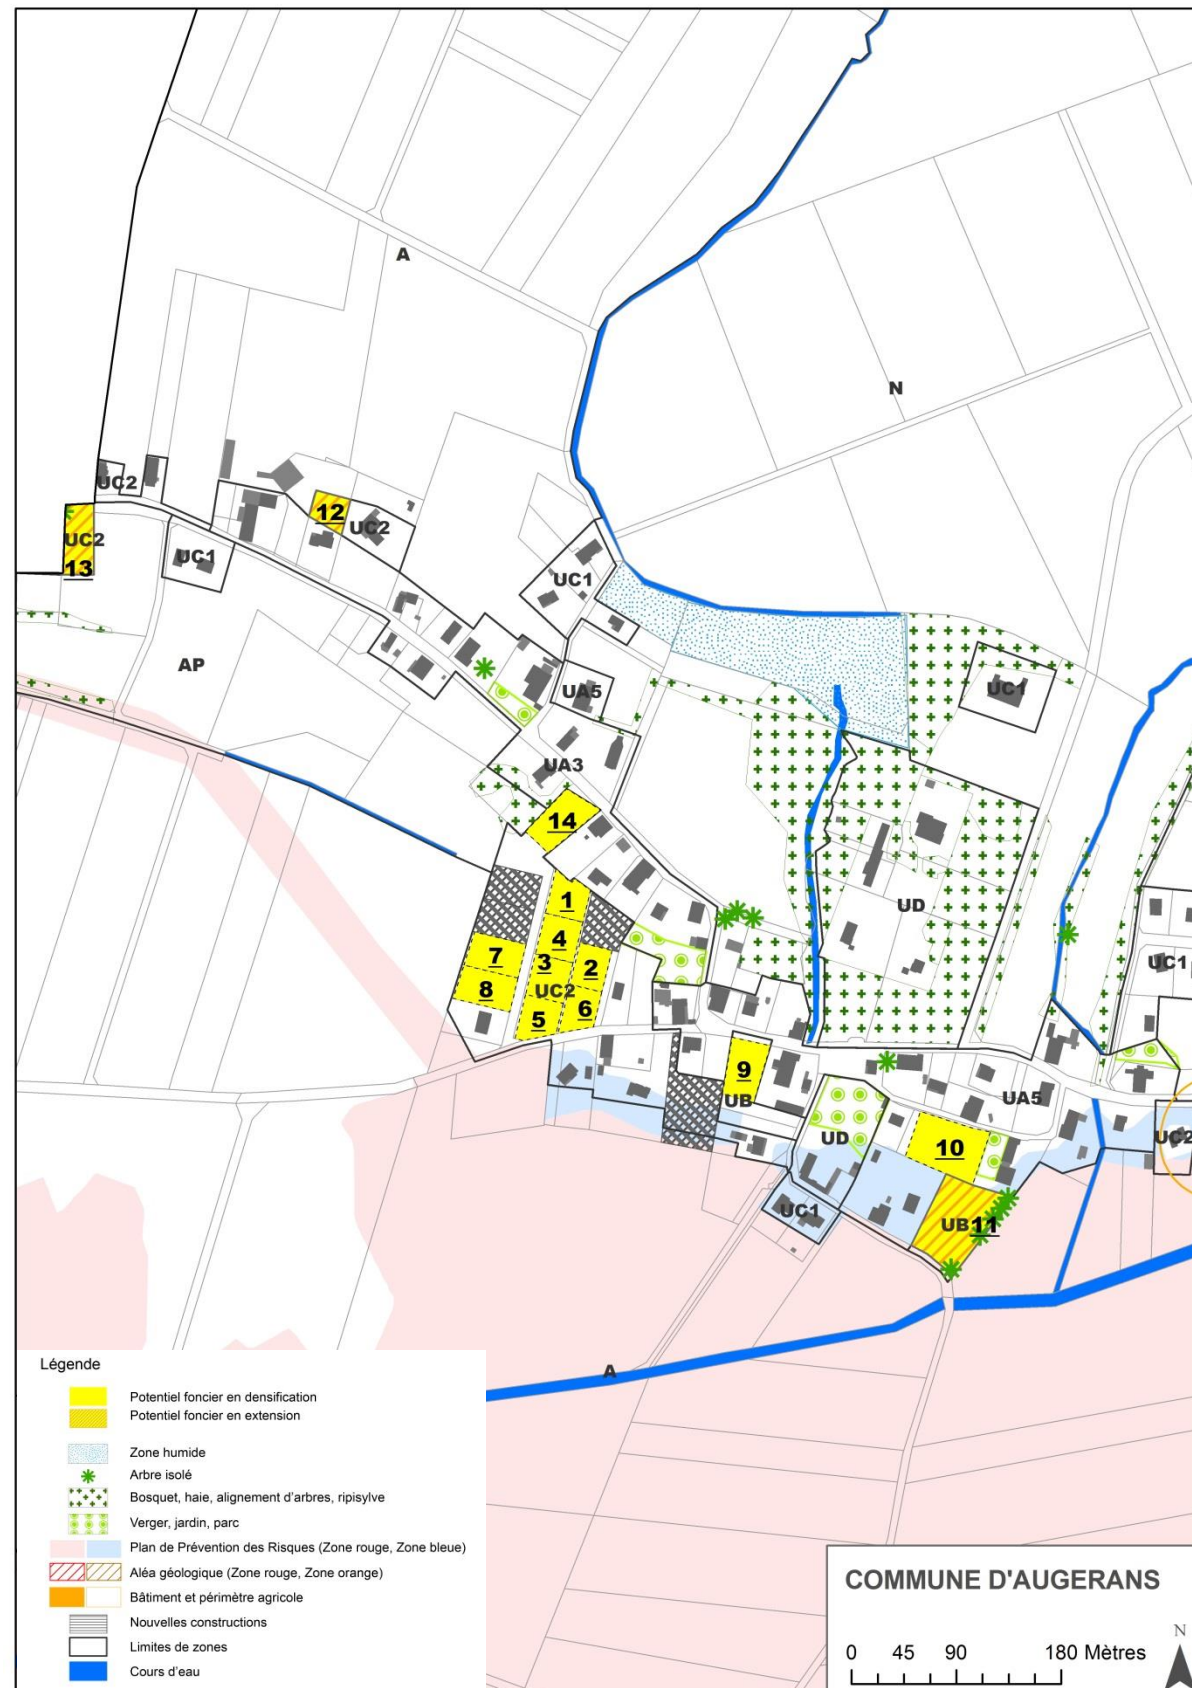 A
N
UC2
12
UC2
UC2
13
UC1
UC1
AP
UA5
UC1
UA3
14
UD
1
4
7
3
2
UC2
8
5
6
UC1
9
UB
UA5
UD
10
UC2
UC1
UB
11
A
Légende
Potentiel foncier en densification
Potentiel foncier en extension
Zone humide
Arbre isolé
Bosquet, haie, alignement d'arbres, ripisylve
Verger, jardin, parc
Plan de Prévention des Risques (Zone rouge, Zone bleue)
Aléa géologique (Zone rouge, Zone orange)
Bâtiment et périmètre agricole
Nouvelles constructions
Limites de zones
Cours d'eau
COMMUNE D'AUGERANS
N
0 45 90 180 Mètres